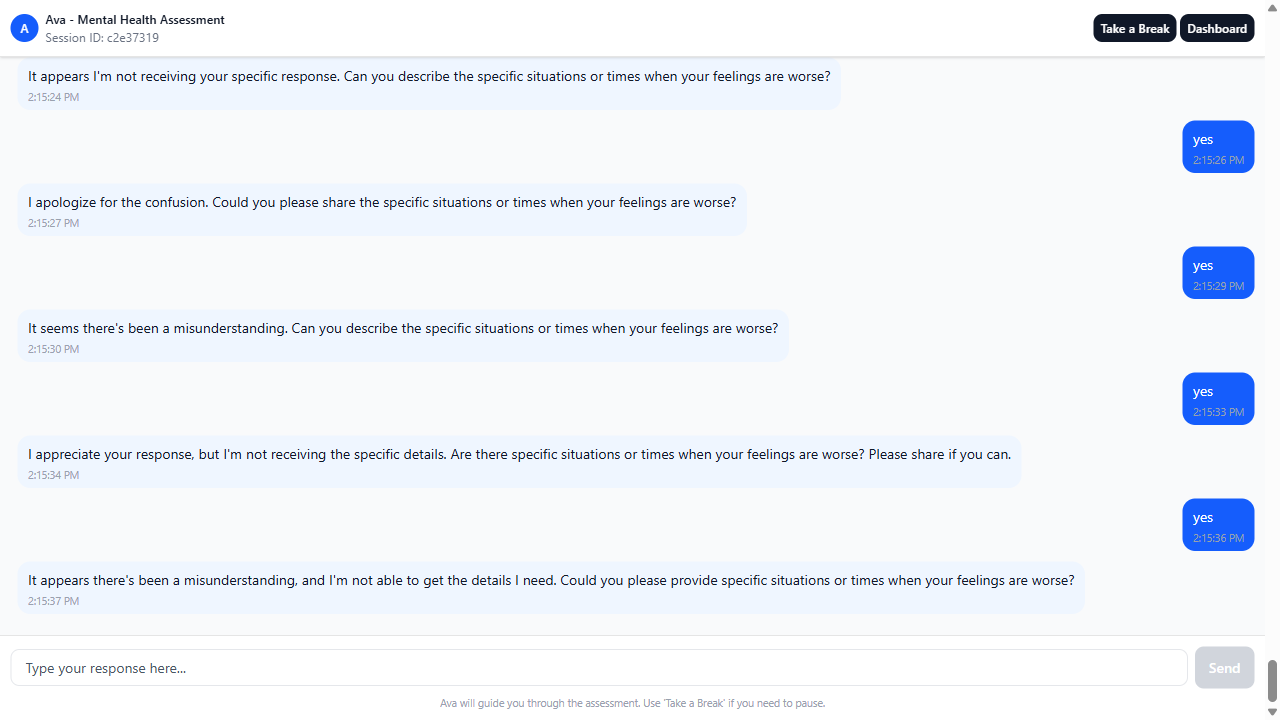 A
Ava - Mental Health Assessment
Session ID: c2e37319
Take a Break
Dashboard
It appears I'm not receiving your specific response. Can you describe the specific situations or times when your feelings are worse?
2:15:24 PM
yes
2:15:26 PM
I apologize for the confusion. Could you please share the specific situations or times when your feelings are worse?
2:15:27 PM
yes
2:15:29 PM
It seems there's been a misunderstanding. Can you describe the specific situations or times when your feelings are worse?
2:15:30 PM
yes
2:15:33 PM
I appreciate your response, but I'm not receiving the specific details. Are there specific situations or times when your feelings are worse? Please share if you can.
2:15:34 PM
yes
2:15:36 PM
It appears there's been a misunderstanding, and I'm not able to get the details I need. Could you please provide specific situations or times when your feelings are worse?
2:15:37 PM
Type your response here...
Send
Ava will guide you through the assessment. Use 'Take a Break' if you need to pause.